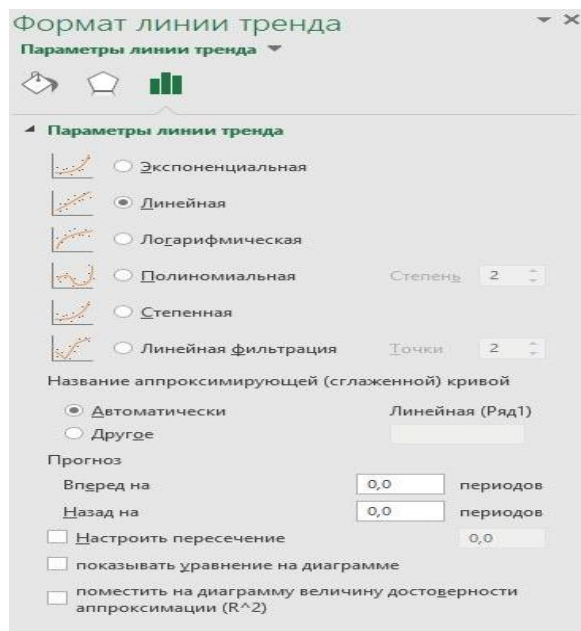 Формат линии тренда
Параметры линии тренда
Параметры линии тренда
Экспоненциальная
Линейная
Логарифмическая
Полиномиальная Степень 2
Степенная
Линейная фильтрация Точки 2
Название аппроксимирующей (сглаженной) кривой
Автоматически Линейная (Ряд1)
Другое
Прогноз
Вперед на 0,0 периодов
Назад на 0,0 периодов
Настроить пересечение 0,0
показывать уравнение на диаграмме
поместить на диаграмму величину достоверности
аппроксимации (R^2)